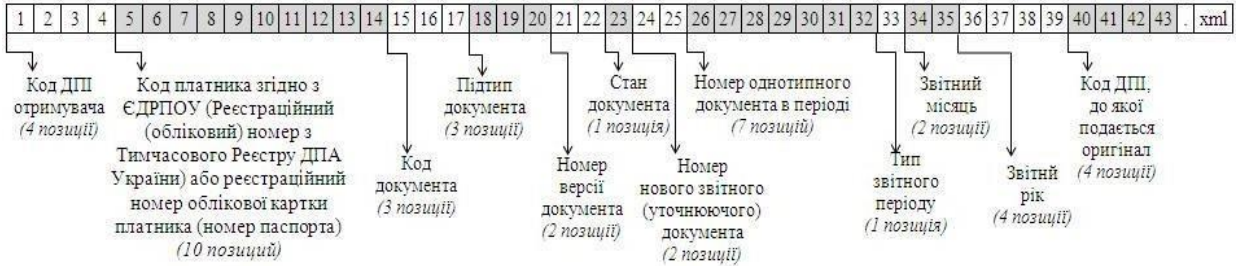 1 2 3 4 5 6 7 8 9 10 11 12 13 14 15 16 17 18 19 20 21 22 23 24 25 26 27 28 29 30 31 32 33 34 35 36 37 38 39 40 41 42 43 . xml
Код ДПІ
отримувача
(4 позиції)
Код платника згідно з
ЄДРПОУ (Реєстраційний
(обліковий) номер з
Тимчасового Реєстру ДПА
України) або реєстраційний
номер облікової картки
платника (номер паспорта)
(10 позиций)
Код
документа
(3 позиції)
Підтип
документа
(3 позиції)
Номер
версії
документа
(2 позиції)
Стан
документа
(1 позиція)
Номер
нового звітного
(уточнюючого)
документа
(2 позиції)
Номер однотипного
документа в періоді
(7 позицій)
Тип
звітного
періоду
(1 позиція)
Звітний
місяць
(2 позиції)
Звітнй
рік
(4 позиції)
Код ДПІ,
до якої
подається
оригінал
(4 позиції)